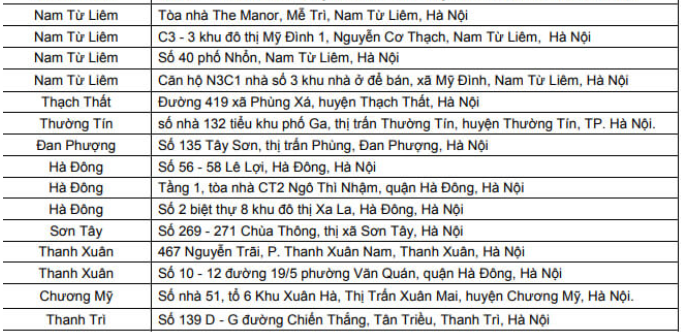 Nam Từ Liêm Tòa nhà The Manor, Mễ Trì, Nam Từ Liêm, Hà Nội
Nam Từ Liêm C3 - 3 khu đô thị Mỹ Đình 1, Nguyễn Cơ Thạch, Nam Từ Liêm, Hà Nội
Nam Từ Liêm Số 40 phố Nhổn, Nam Từ Liêm, Hà Nội
Nam Từ Liêm Căn hộ N3C1 nhà số 3 khu nhà ở để bán, xã Mỹ Đình, Nam Từ Liêm, Hà Nội
Thạch Thất Đường 419 xã Phùng Xá, huyện Thạch Thất, Hà Nội
Thường Tín số nhà 132 tiểu khu phố Ga, thị trấn Thường Tín, huyện Thường Tín, TP. Hà Nội.
Đan Phượng Số 135 Tây Sơn, thị trấn Phùng, Đan Phượng, Hà Nội
Hà Đông Số 56 - 58 Lê Lợi, Hà Đông, Hà Nội
Hà Đông Tầng 1, tòa nhà CT2 Ngô Thì Nhậm, quận Hà Đông, Hà Nội
Hà Đông Số 2 biệt thự 8 khu đô thị Xa La, Hà Đông, Hà Nội
Sơn Tây Số 269 - 271 Chùa Thông, thị xã Sơn Tây, Hà Nội
Thanh Xuân 467 Nguyễn Trãi, P. Thanh Xuân Nam, Thanh Xuân, Hà Nội
Thanh Xuân Số 10 - 12 đường 19/5 phường Văn Quán, quận Hà Đông, Hà Nội
Chương Mỹ Số nhà 51, tổ 6 Khu Xuân Hà, Thị Trấn Xuân Mai, huyện Chương Mỹ, Hà Nội.
Thanh Trì Số 139 D - G đường Chiến Thắng, Tân Triều, Thanh Trì, Hà Nội